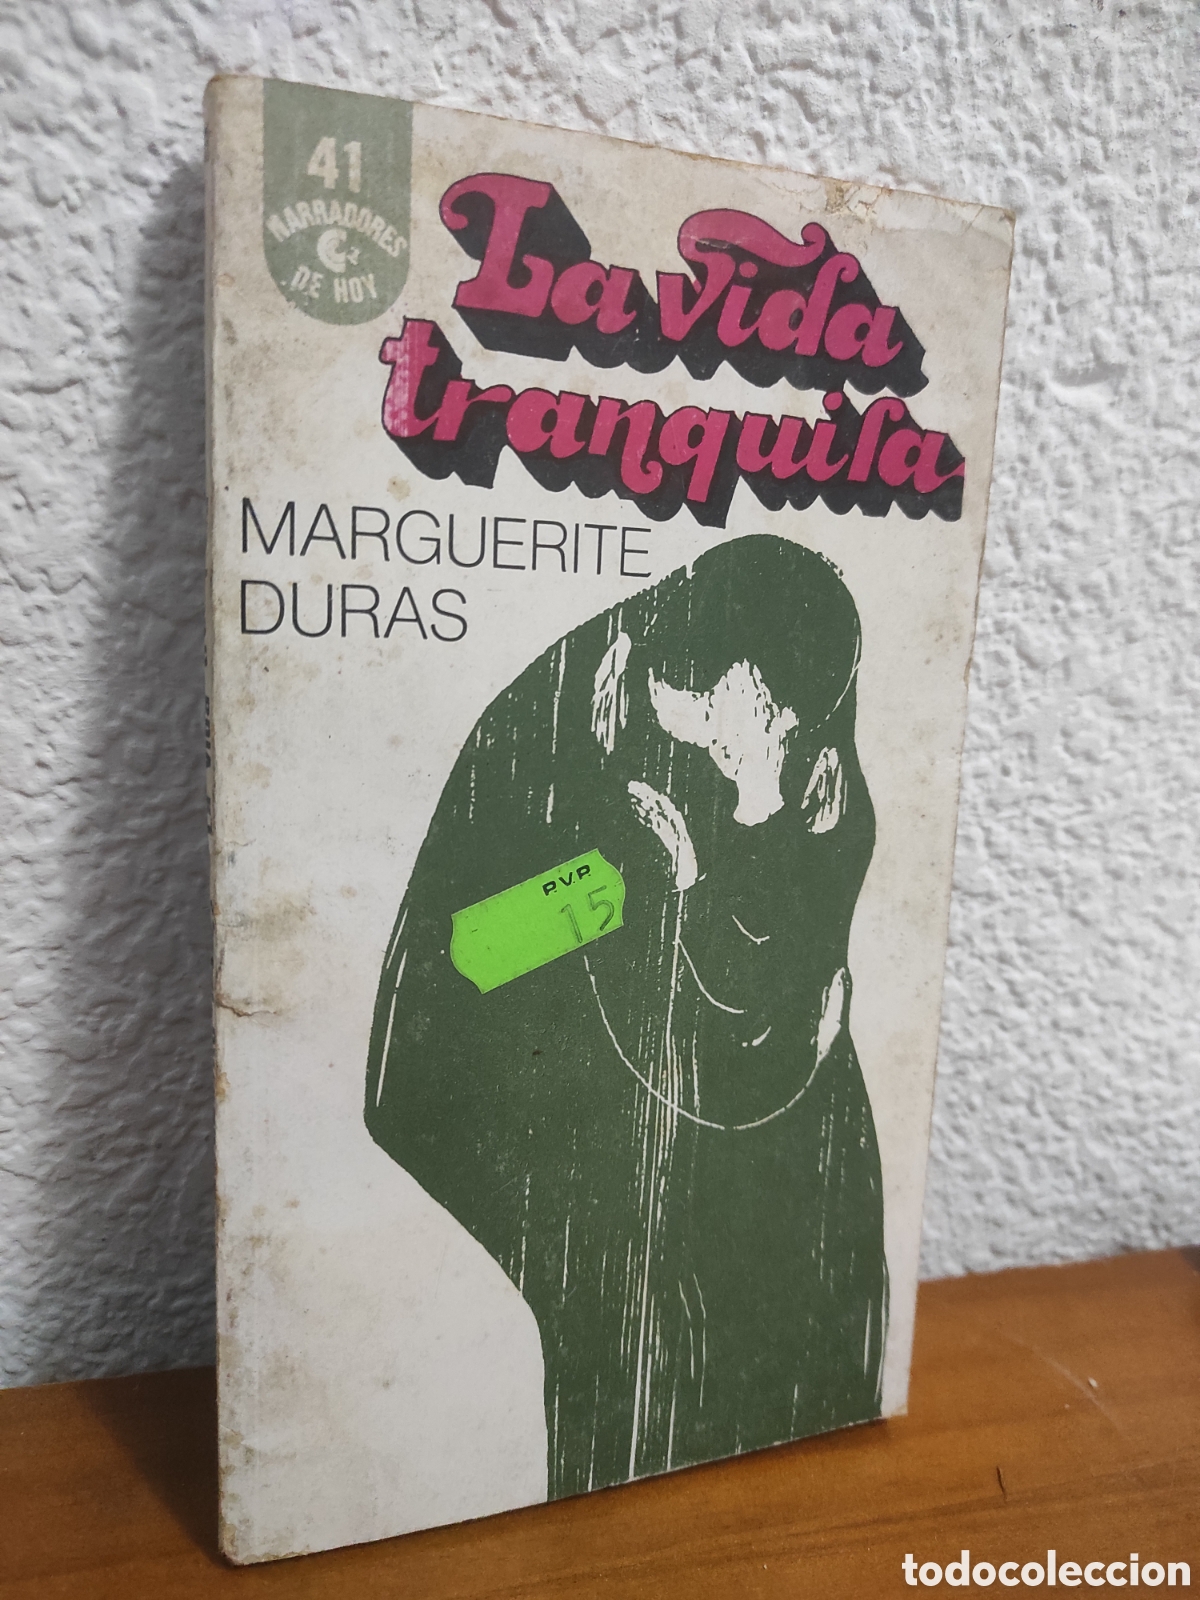 41
NARRADORES
DE HOY
La vida
tranquila
MARGUERITE
DURAS
P.V.P.
15
todocoleccion